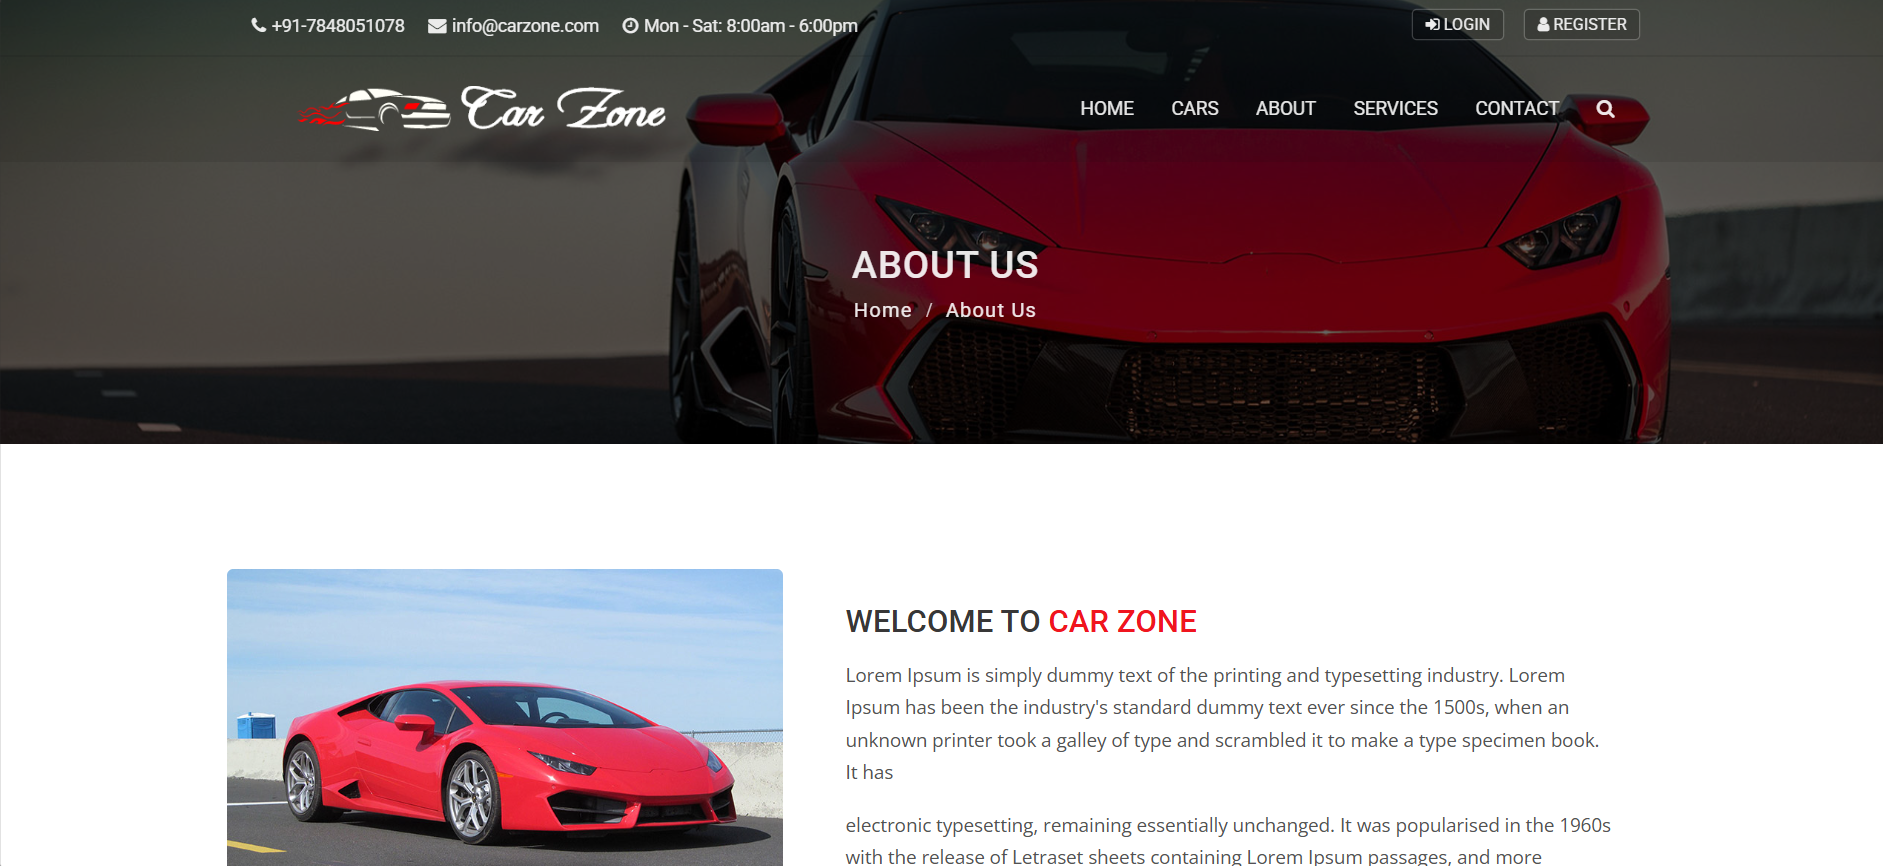 +91-7848051078 info@carzone.com Mon - Sat: 8:00am - 6:00pm LOGIN REGISTER
Car Zone HOME CARS ABOUT SERVICES CONTACT
ABOUT US
Home / About Us
WELCOME TO CAR ZONE
Lorem Ipsum is simply dummy text of the printing and typesetting industry. Lorem
Ipsum has been the industry's standard dummy text ever since the 1500s, when an
unknown printer took a galley of type and scrambled it to make a type specimen book.
It has
electronic typesetting, remaining essentially unchanged. It was popularised in the 1960s
with the release of Letraset sheets containing Lorem Ipsum passages, and more